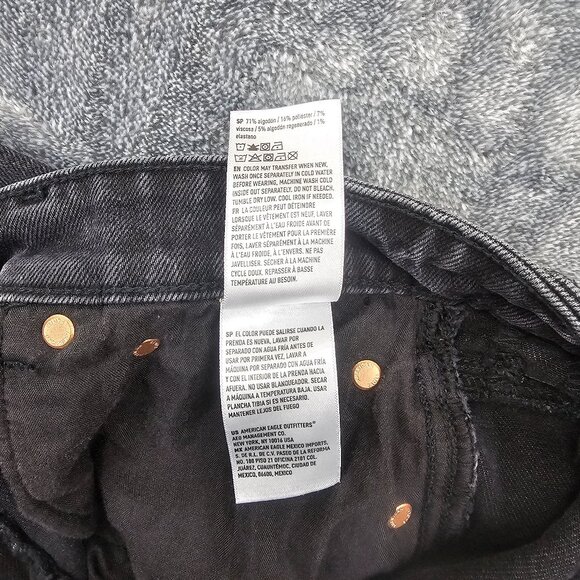 SP 71% algodón / 16% poliéster / 7%
viscosa / 5% algodón regenerado / 1%
elastano
EN COLOR MAY TRANSFER WHEN NEW,
WASH ONCE SEPARATELY IN COLD WATER
BEFORE WEARING, MACHINE WASH COLD
INSIDE OUT SEPARATELY. DO NOT BLEACH.
TUMBLE DRY LOW. COOL IRON IF NEEDED.
FR LA COULEUR PEUT DÉTEINDRE
LORSQUE LE VÊTEMENT EST NEUF, LAVER
SÉPARÉMENT À L'EAU FROIDE AVANT DE
PORTER LE VÊTEMENT POUR LA PREMIÈRE
FOIS, LAVER SÉPARÉMENT À LA MACHINE
À L'EAU FROIDE, À L'ENVERS. NE PAS
JAVELLISER. SÉCHER À LA MACHINE
CYCLE DOUX. REPASSER À BASSE
TEMPÉRATURE AU BESOIN.
SP EL COLOR PUEDE SALIRSE CUANDO LA
PRENDA ES NUEVA, LAVAR POR
SEPARADO CON AGUA FRÍA ANTES DE
USAR POR PRIMERA VEZ, LAVAR POR
SEPARADO A MÁQUINA CON AGUA FRÍA
Y CON EL INTERIOR DE LA PRENDA HACIA
AFUERA. NO USAR BLANQUEADOR. SECAR
A MÁQUINA A TEMPERATURA BAJA. USAR
PLANCHA TIBIA SI ES NECESARIO.
MANTENER LEJOS DEL FUEGO
US AMERICAN EAGLE OUTFITTERS®
AEO MANAGEMENT CO.
NEW YORK, NY 10016 USA
MX AMERICAN EAGLE MEXICO IMPORTS,
S. DE R.L. DE C.V. PASEO DE LA REFORMA
NO. 180 PISO 21 OFICINA 2101 COL.
JUÁREZ, CUAUHTÉMOC, CIUDAD DE
MEXICO, MEXICO, 06600